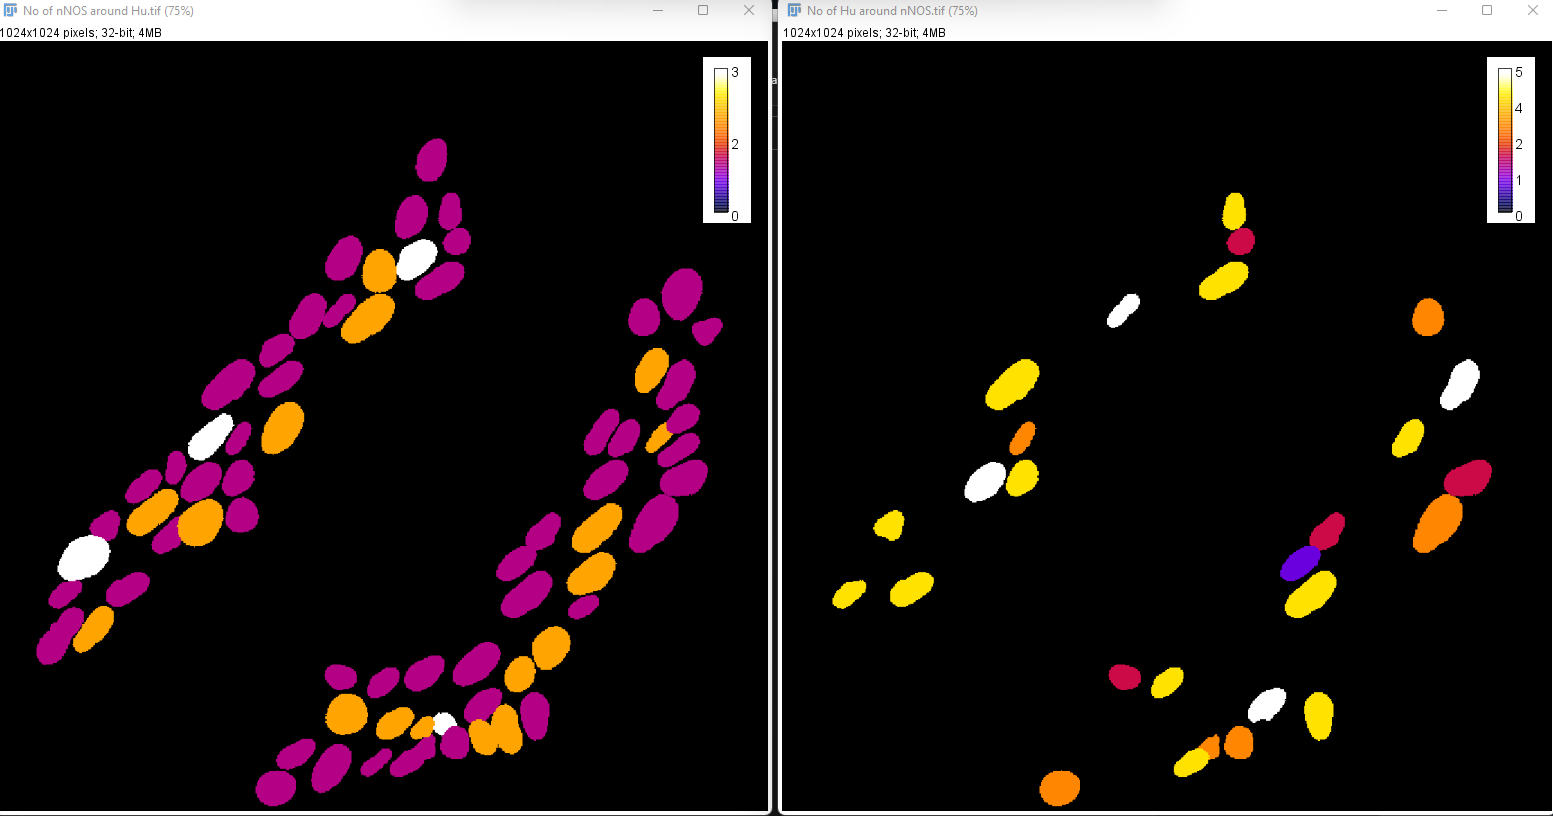 No of nNOS around Hu.tif (75%)
1024x1024 pixels; 32-bit; 4MB
3
2
0
a
No of Hu around nNOS.tif (75%)
1024x1024 pixels; 32-bit; 4MB
5
4
2
1
0